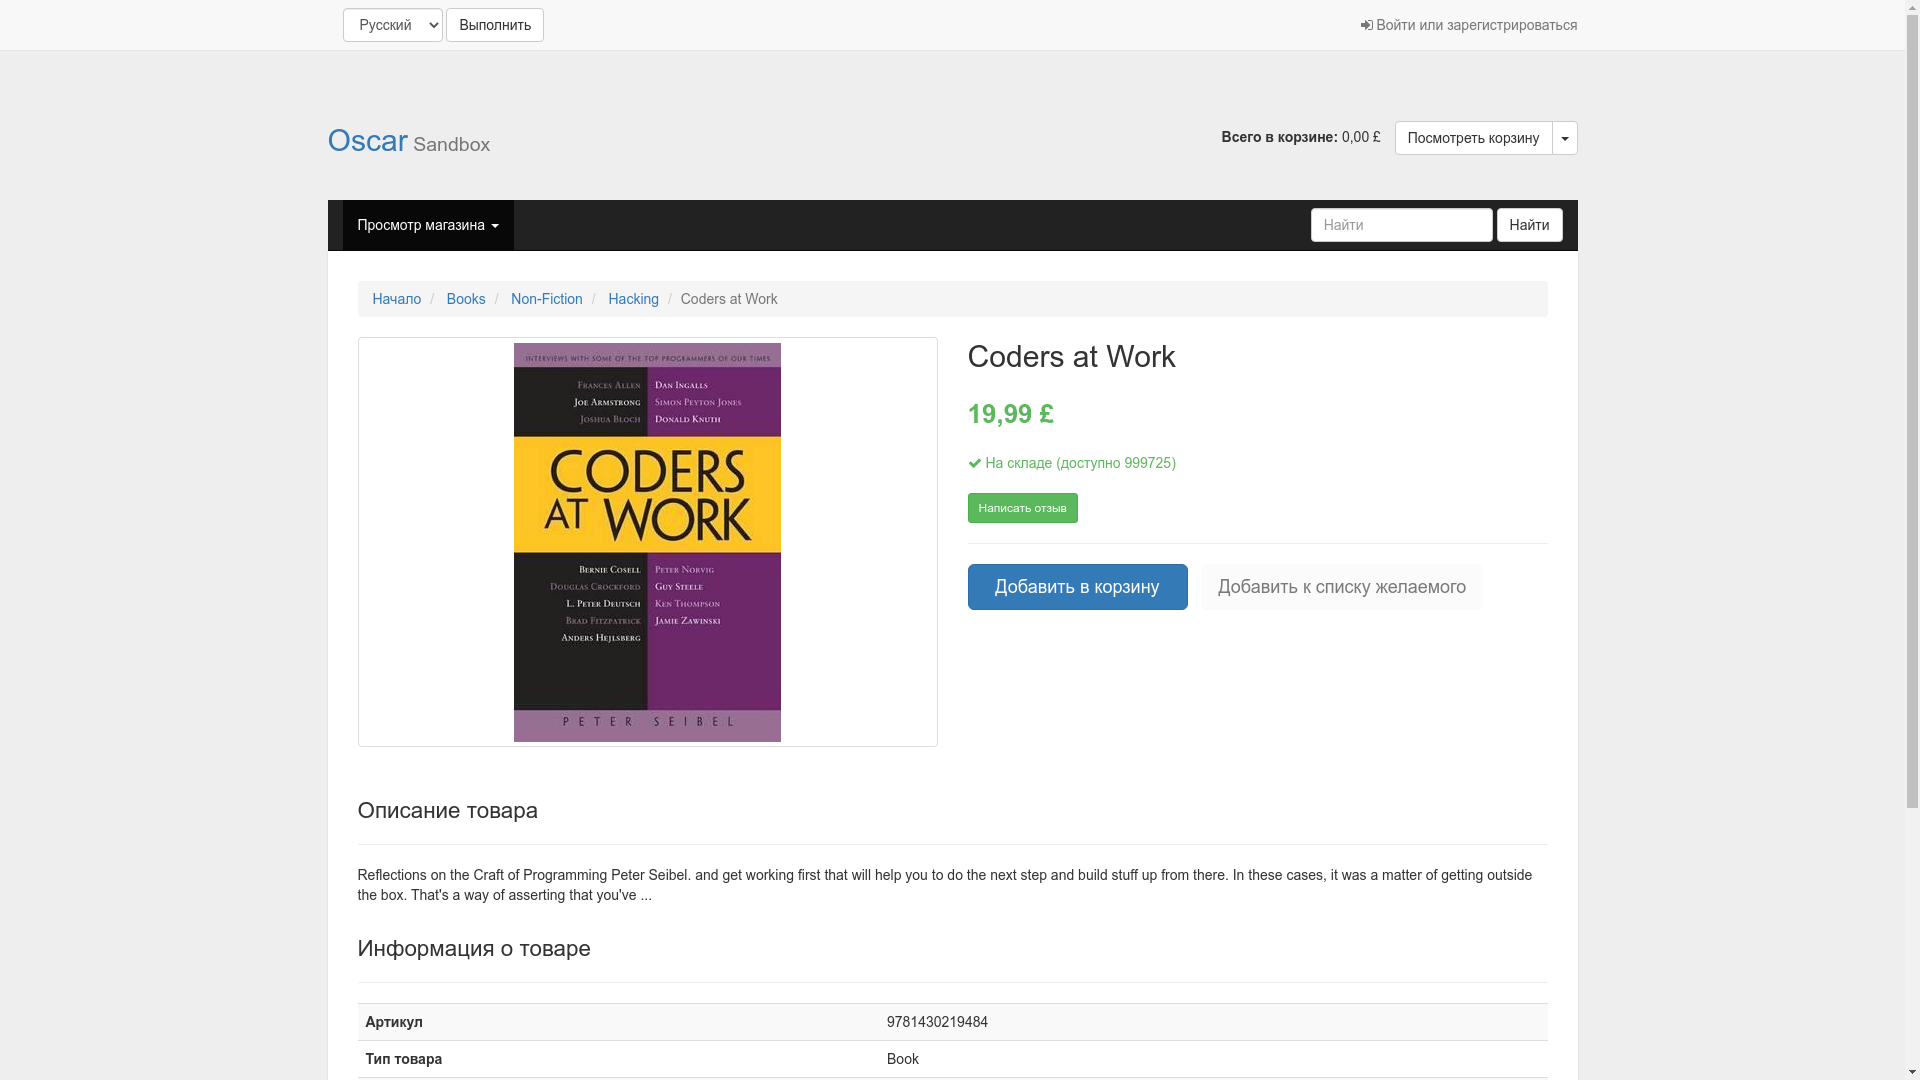 Русский Выполнить Войти или зарегистрироваться
Oscar Sandbox
Всего в корзине: 0,00 £ Посмотреть корзину
Просмотр магазина Найти Найти
Начало / Books / Non-Fiction / Hacking / Coders at Work
INTERVIEWS WITH SOME OF THE TOP PROGRAMMERS OF OUR TIMES
FRANCES ALLEN DAN INGALLS
JOE ARMSTRONG SIMON PEYTON JONES
JOSHUA BLOCH DONALD KNUTH
CODERS
AT WORK
BERNIE COSELL PETER NORVIG
DOUGLAS CROCKFORD GUY STEELE
L. PETER DEUTSCH KEN THOMPSON
BRAD FITZPATRICK JAMIE ZAWINSKI
ANDERS HEJLSBERG
PETER SEIBEL
Coders at Work
19,99 £
На складе (доступно 999725)
Написать отзыв
Добавить в корзину Добавить к списку желаемого
Описание товара
Reflections on the Craft of Programming Peter Seibel. and get working first that will help you to do the next step and build stuff up from there. In these cases, it was a matter of getting outside
the box. That's a way of asserting that you've ...
Информация о товаре
Артикул 9781430219484
Тип товара Book